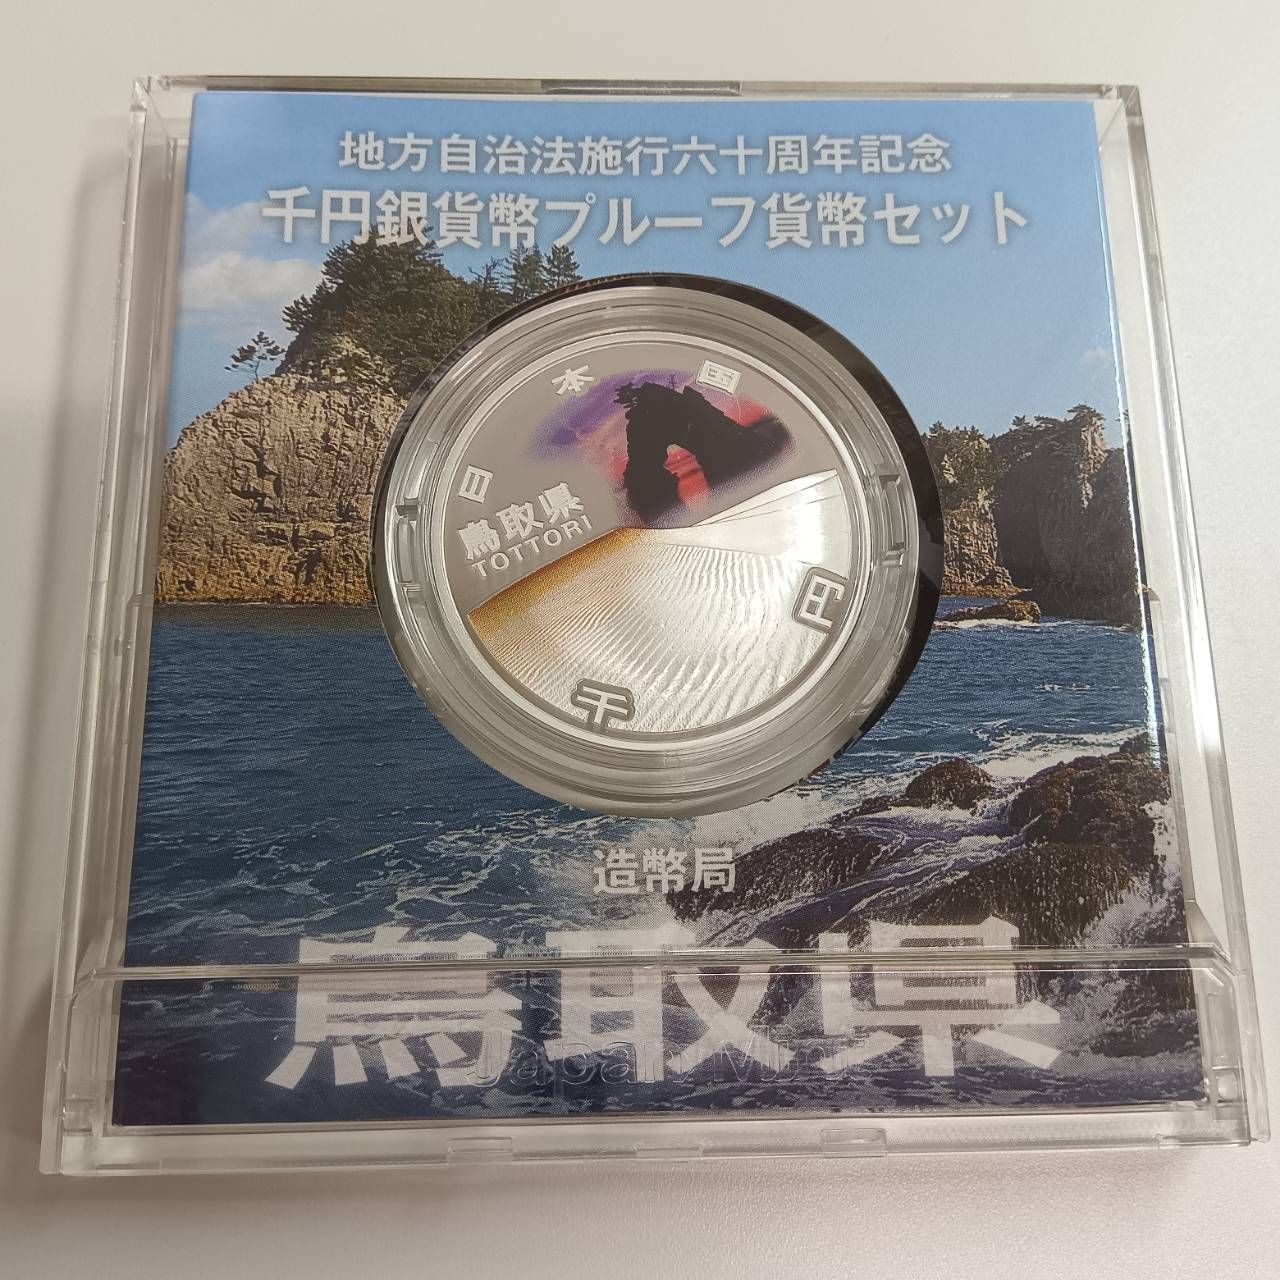 地方自治法施行六十周年記念
千円銀貨幣プルーフ貨幣セット
日本国
鳥取県
TOTTORI
千円
造幣局
鳥取県
Japan Mint